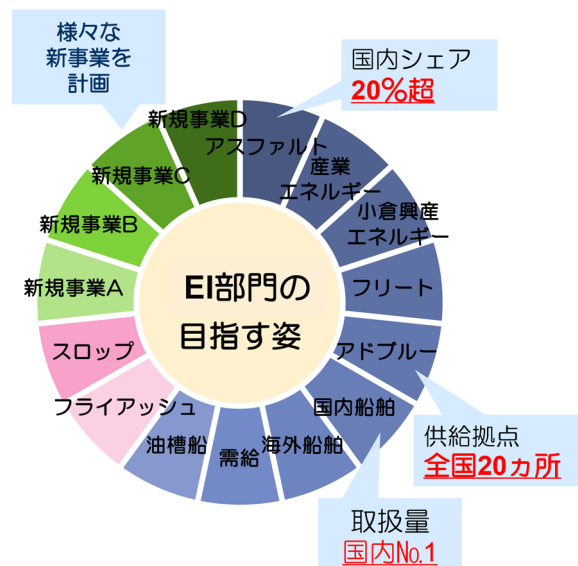 様々な
新事業を
計画
国内シェア
20％超
新規事業D
アスファルト
新規事業C
産業
エネルギー
新規事業B
小倉興産
エネルギー
新規事業A
EI部門の
目指す姿
フリート
スロップ
アドブルー
フライアッシュ
国内船舶
油槽船
需給
海外船舶
供給拠点
全国20ヵ所
取扱量
国内№1